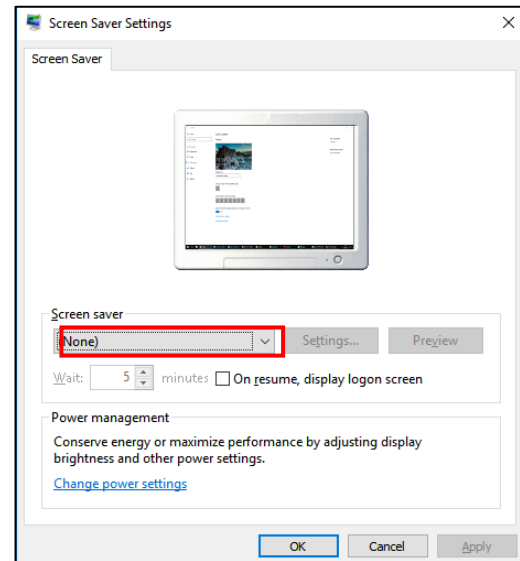 Screen Saver Settings
Screen Saver
Screen saver
(None)
Settings...
Preview
Wait: 5 minutes
On resume, display logon screen
Power management
Conserve energy or maximize performance by adjusting display
brightness and other power settings.
Change power settings
OK
Cancel
Apply